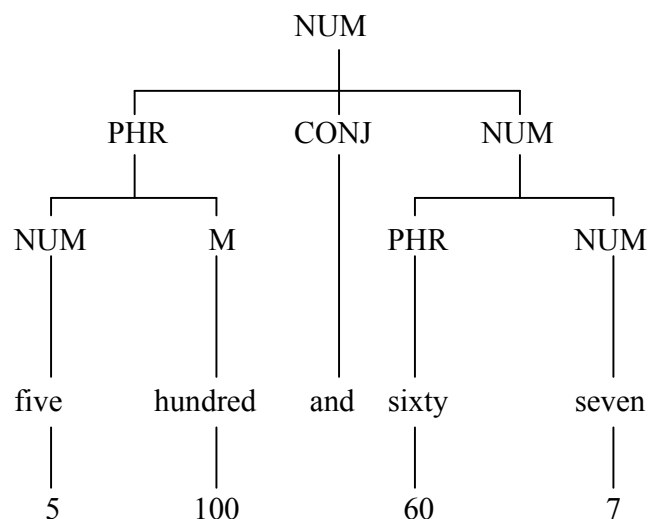 NUM
PHR CONJ NUM
NUM M PHR NUM
five hundred and sixty seven
5 100 60 7